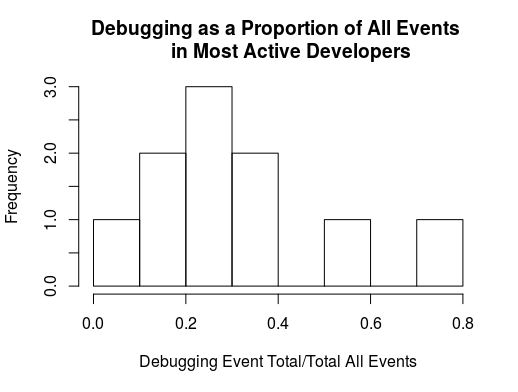 Debugging as a Proportion of All Events
in Most Active Developers
Frequency
3.0
2.0
1.0
0.0
0.0 0.2 0.4 0.6 0.8
Debugging Event Total/Total All Events